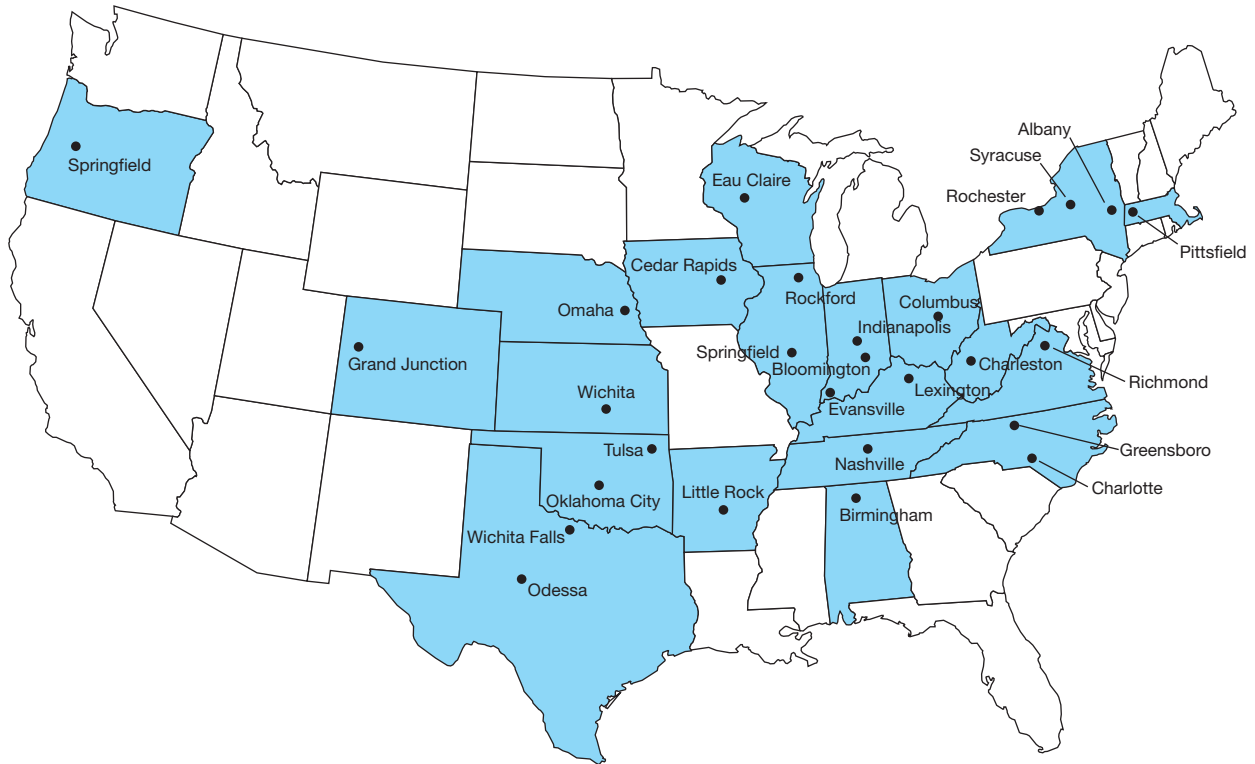 Albany
Syracuse
Springfield
Eau Claire
Rochester
Pittsfield
Cedar Rapids
Rockford
Columbus
Omaha
Indianapolis
Springfield
Grand Junction
Bloomington
Charleston
Richmond
Wichita
Lexington
Evansville
Tulsa
Greensboro
Nashville
Oklahoma City
Little Rock
Charlotte
Birmingham
Wichita Falls
Odessa